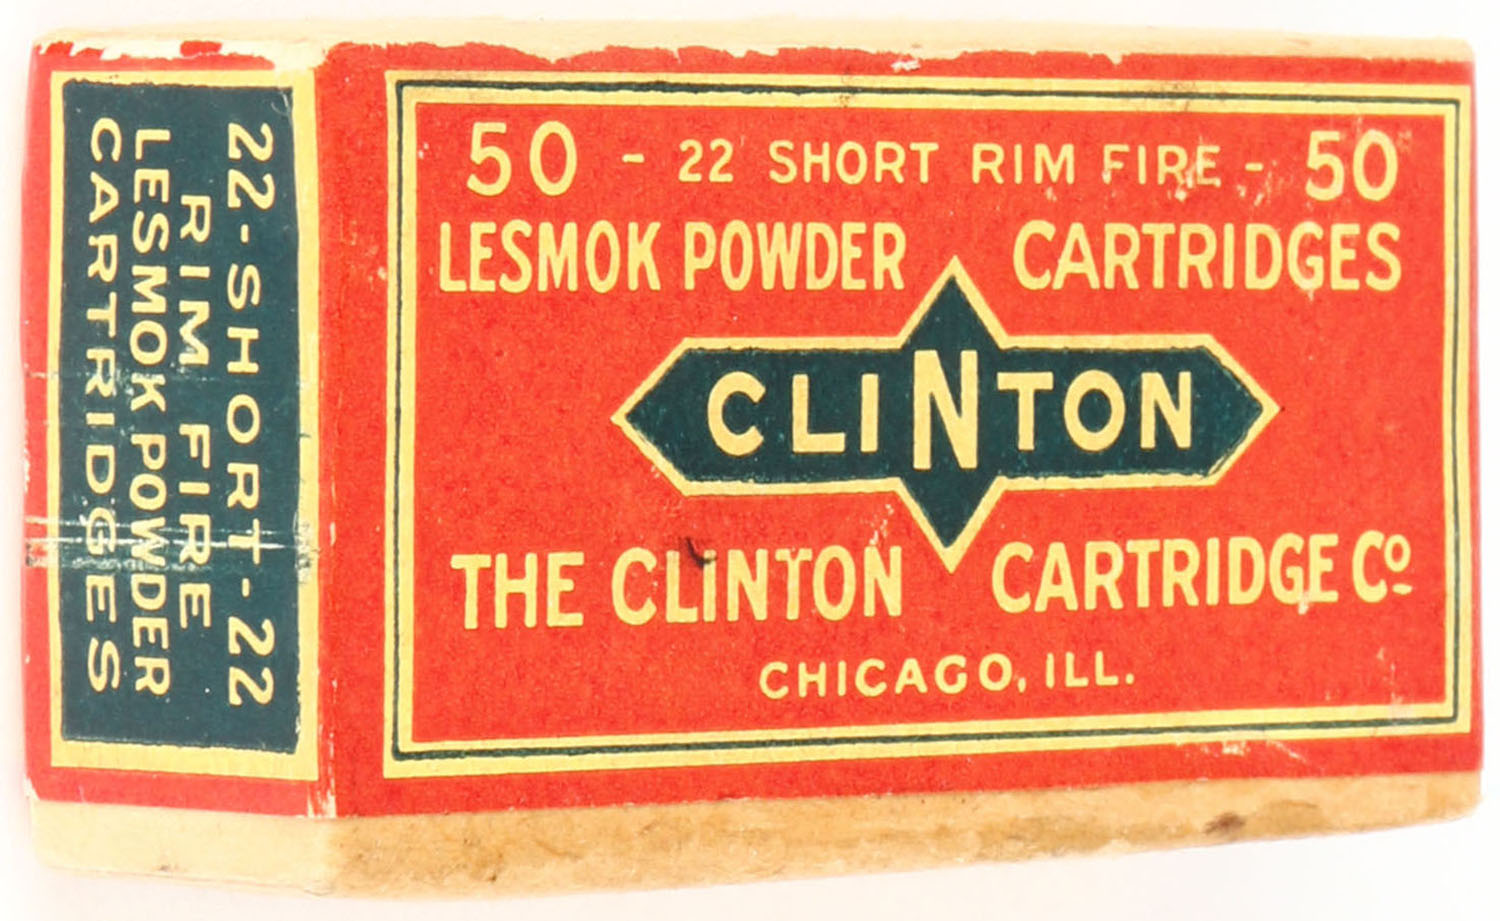 50 - 22 SHORT RIM FIRE - 50
LESMOK POWDER CARTRIDGES
CLINTON
THE CLINTON CARTRIDGE Co
CHICAGO, ILL.
22-SHORT-22
RIM FIRE
LESMOK POWDER
CARTRIDGES